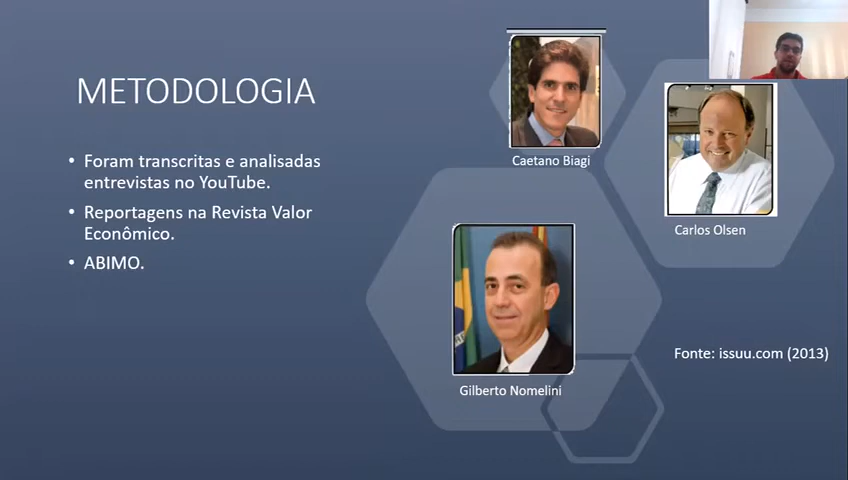 METODOLOGIA
• Foram transcritas e analisadas
entrevistas no YouTube.
• Reportagens na Revista Valor
Econômico.
• ABIMO.
Caetano Biagi
Carlos Olsen
Gilberto Nomelini
Fonte: issuu.com (2013)